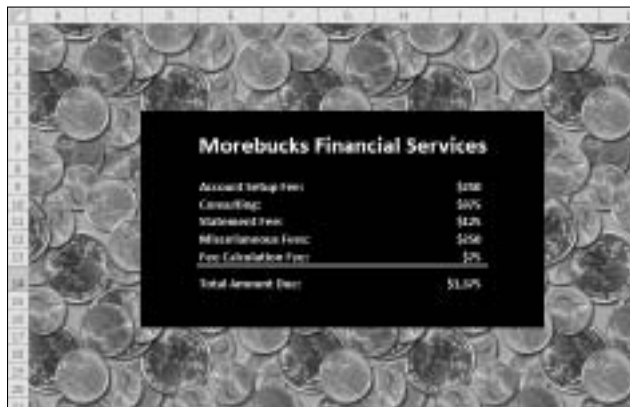 B C D E F G H I J K
Morebucks Financial Services
Account Setup Fee: $250
Consulting: $675
Statement Fee: $125
Miscellaneous Fees: $250
Fee Calculation Fee: $75
Total Amount Due: $1,375